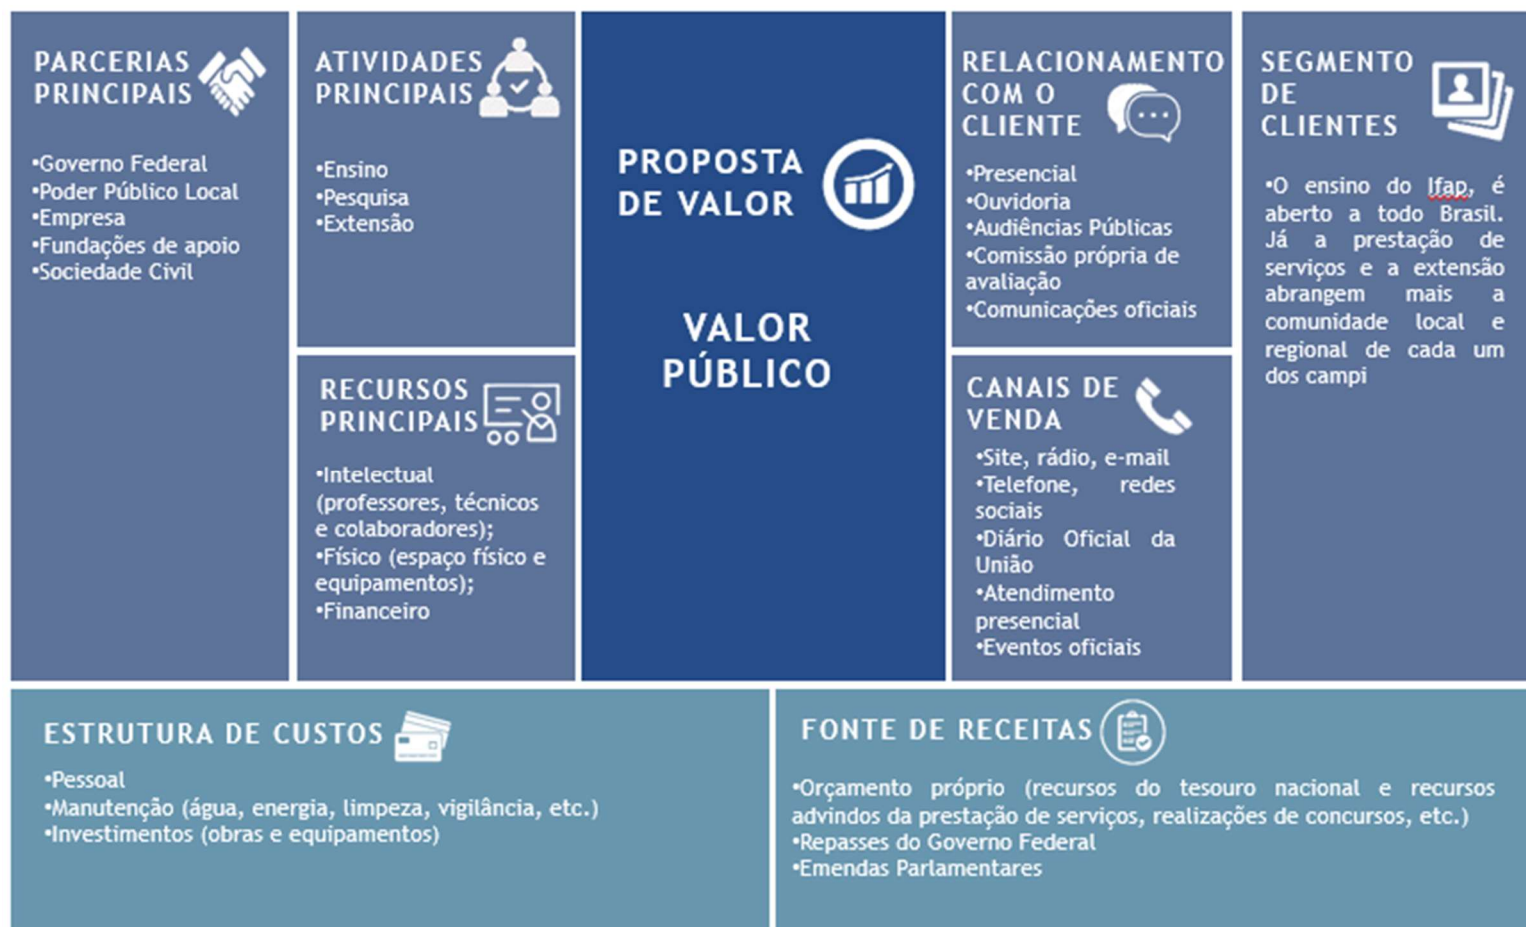 PARCERIAS
PRINCIPAIS
•Governo Federal
•Poder Público Local
•Empresa
•Fundações de apoio
•Sociedade Civil
ATIVIDADES
PRINCIPAIS
•Ensino
•Pesquisa
•Extensão
RECURSOS
PRINCIPAIS
•Intelectual
(professores, técnicos
e colaboradores);
•Físico (espaço físico e
equipamentos);
•Financeiro
PROPOSTA
DE VALOR
VALOR
PÚBLICO
RELACIONAMENTO
COM O
CLIENTE
•Presencial
•Ouvidoria
•Audiências Públicas
•Comissão própria de
avaliação
•Comunicações oficiais
CANAIS DE
VENDA
•Site, rádio, e-mail
•Telefone, redes
sociais
•Diário Oficial da
União
•Atendimento
presencial
•Eventos oficiais
SEGMENTO
DE
CLIENTES
•O ensino do Ifap, é
aberto a todo Brasil.
Já a prestação de
serviços e a extensão
abrangem mais a
comunidade local e
regional de cada um
dos campi
ESTRUTURA DE CUSTOS
•Pessoal
•Manutenção (água, energia, limpeza, vigilância, etc.)
•Investimentos (obras e equipamentos)
FONTE DE RECEITAS
•Orçamento próprio (recursos do tesouro nacional e recursos
advindos da prestação de serviços, realizações de concursos, etc.)
•Repasses do Governo Federal
•Emendas Parlamentares